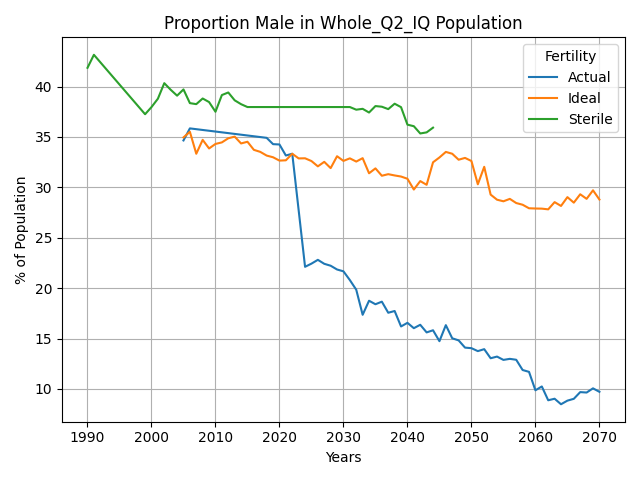 Proportion Male in Whole_Q2_IQ Population
% of Population
40
35
30
25
20
15
10
Fertility
Actual
Ideal
Sterile
1990 2000 2010 2020 2030 2040 2050 2060 2070
Years